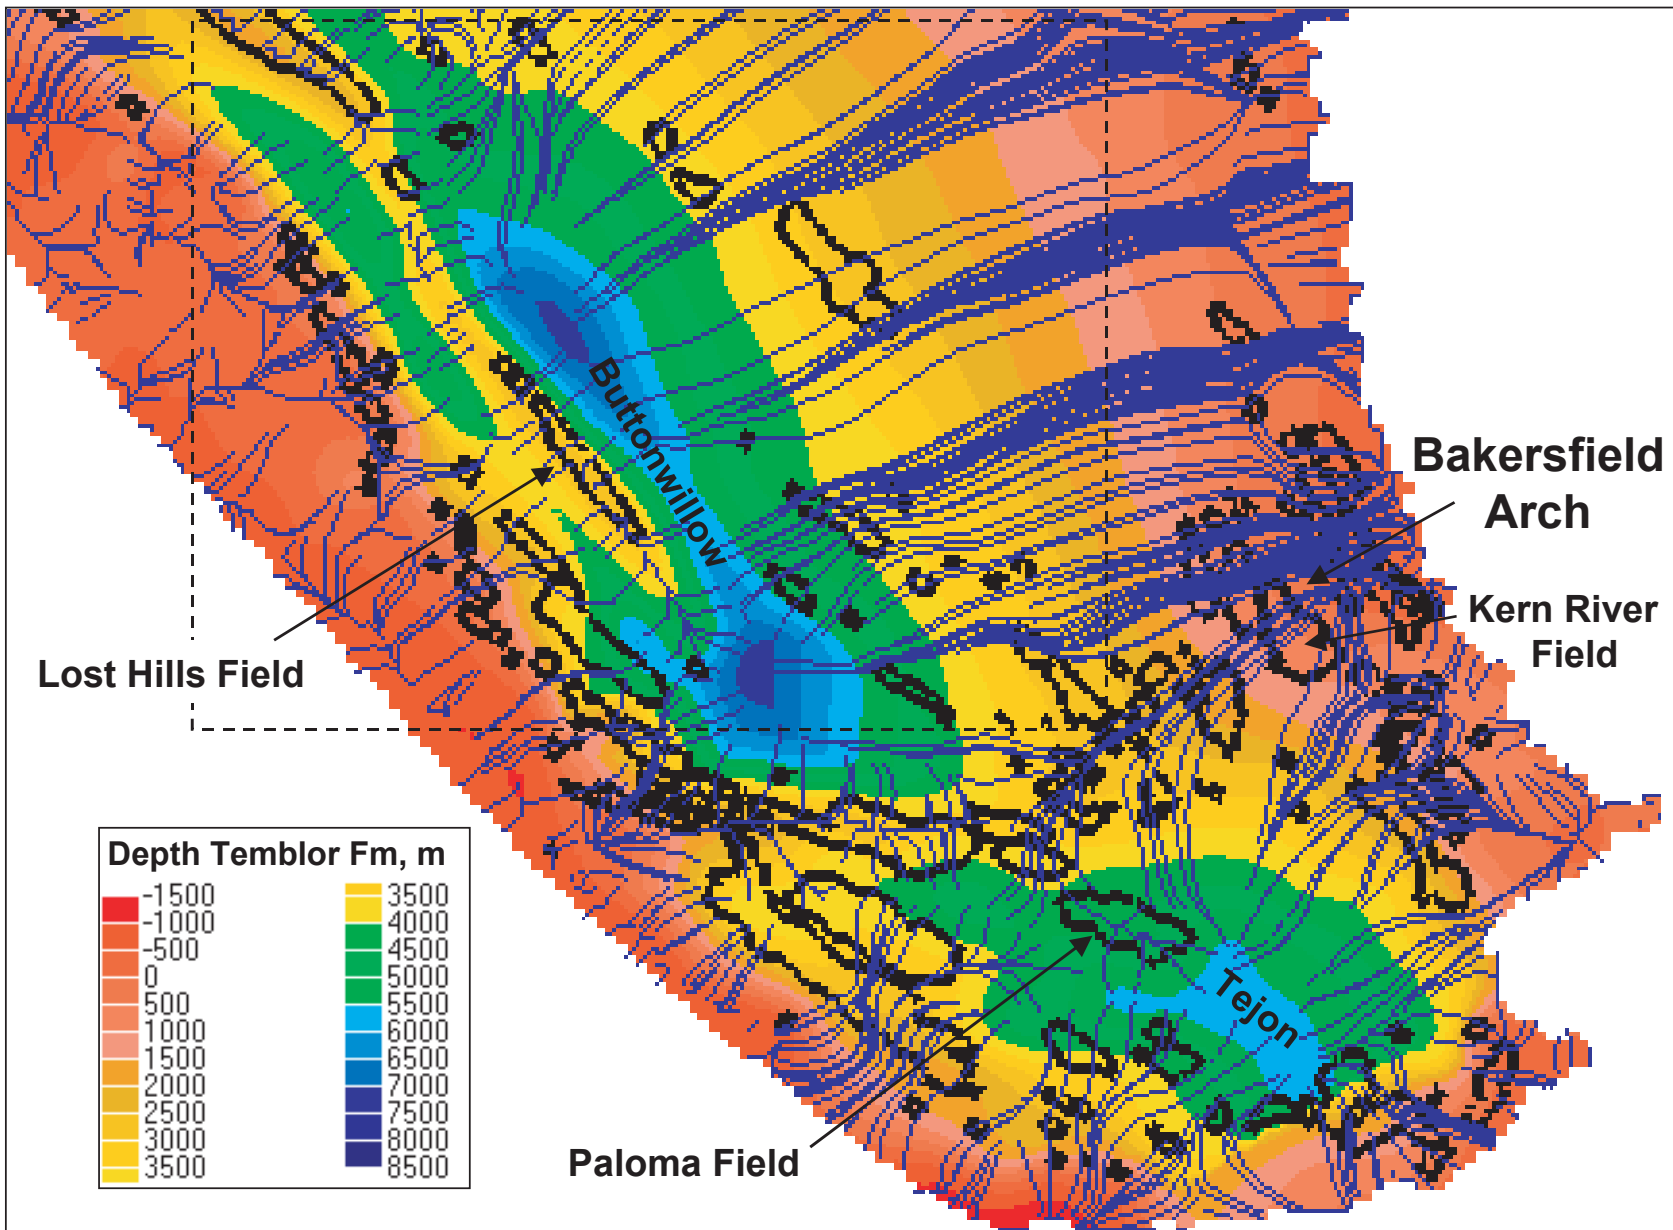 Buttonwillow
Bakersfield
Arch
Kern River
Field
Lost Hills Field
Tejon
Paloma Field
Depth Temblor Fm, m
-1500
-1000
-500
0
500
1000
1500
2000
2500
3000
3500
3500
4000
4500
5000
5500
6000
6500
7000
7500
8000
8500